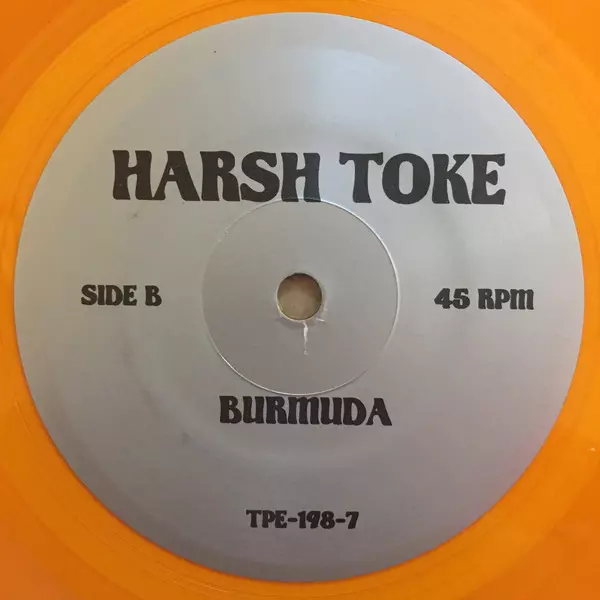 HARSH TOKE
SIDE B
45 RPM
BURMUDA
TPE-198-7